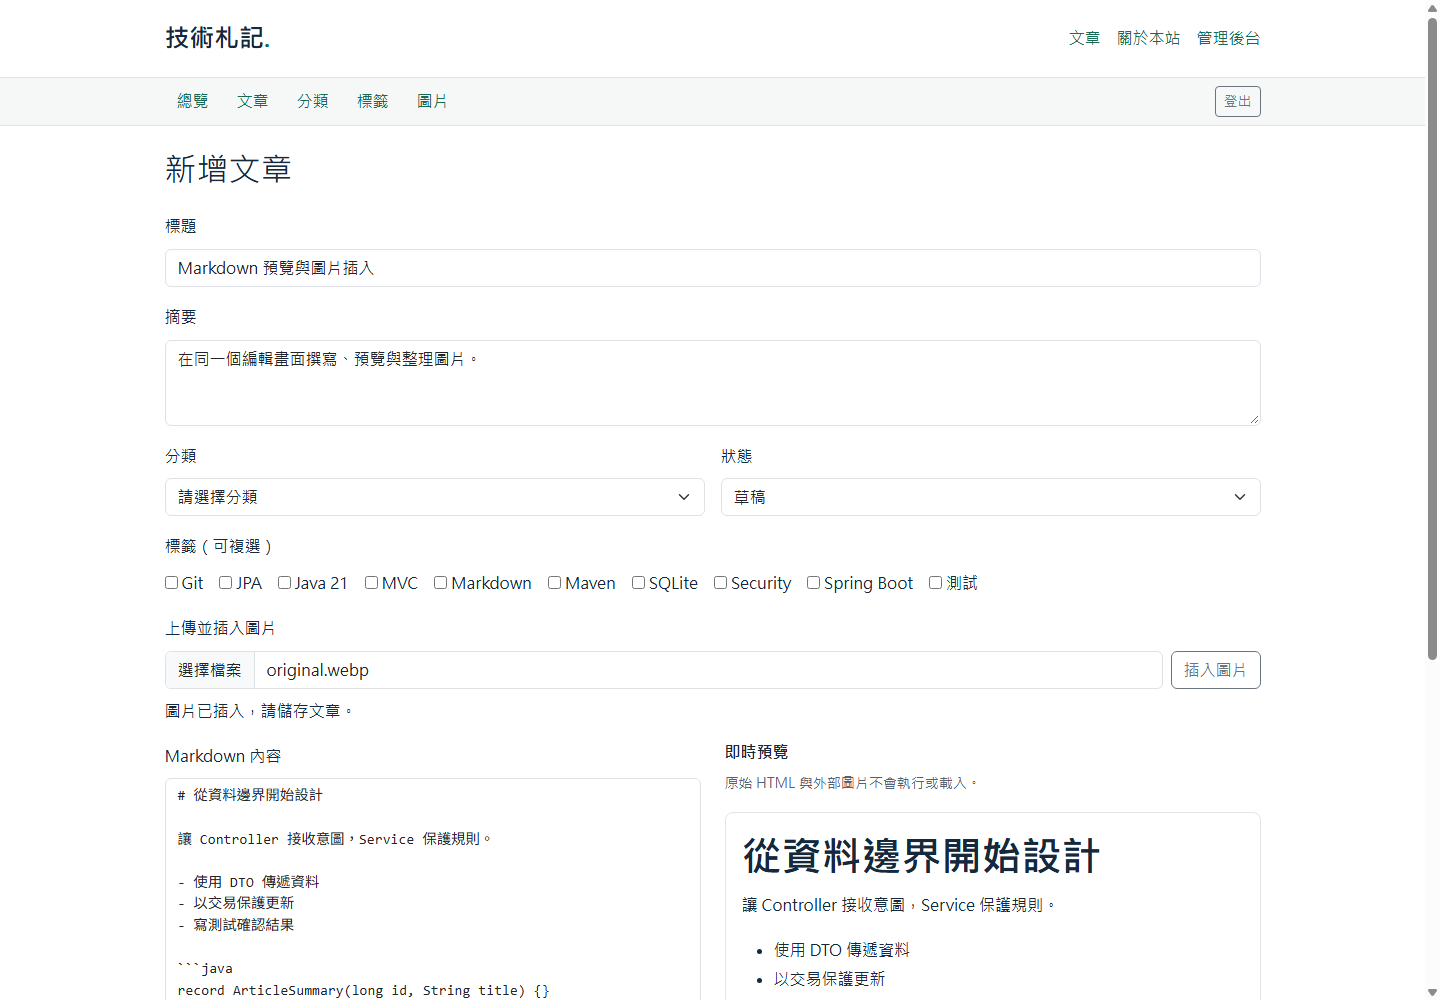 技術札記.
文章 關於本站 管理後台
總覽 文章 分類 標籤 圖片 登出
新增文章
標題
Markdown 預覽與圖片插入
摘要
在同一個編輯畫面撰寫、預覽與整理圖片。
分類 狀態
請選擇分類 草稿
標籤（可複選）
Git JPA Java 21 MVC Markdown Maven SQLite Security Spring Boot 測試
上傳並插入圖片
選擇檔案 original.webp 插入圖片
圖片已插入，請儲存文章。
Markdown 內容
# 從資料邊界開始設計
讓 Controller 接收意圖，Service 保護規則。
- 使用 DTO 傳遞資料
- 以交易保護更新
- 寫測試確認結果
```java
record ArticleSummary(long id, String title) {}
即時預覽
原始 HTML 與外部圖片不會執行或載入。
從資料邊界開始設計
讓 Controller 接收意圖，Service 保護規則。
• 使用 DTO 傳遞資料
• 以交易保護更新